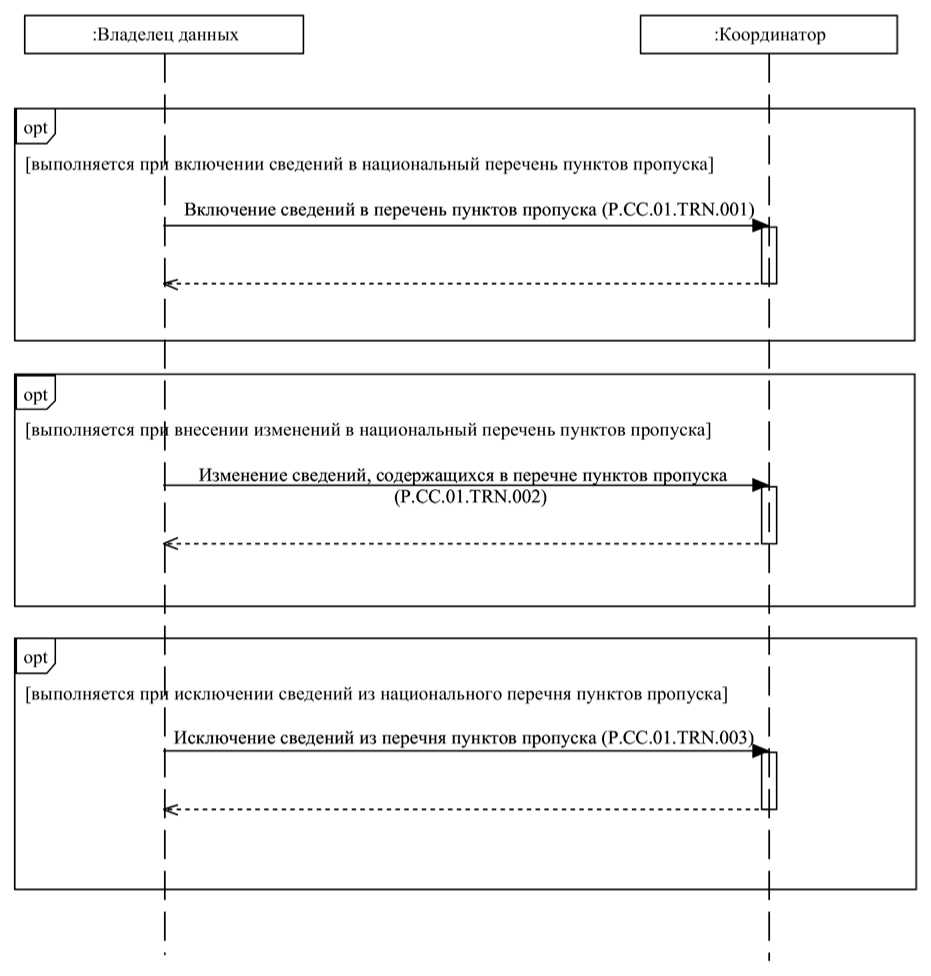 :Владелец данных
:Координатор
opt
[выполняется при включении сведений в национальный перечень пунктов пропуска]
Включение сведений в перечень пунктов пропуска (P.CC.01.TRN.001)
opt
[выполняется при внесении изменений в национальный перечень пунктов пропуска]
Изменение сведений, содержащихся в перечне пунктов пропуска
(P.CC.01.TRN.002)
opt
[выполняется при исключении сведений из национального перечня пунктов пропуска]
Исключение сведений из перечня пунктов пропуска (P.CC.01.TRN.003)